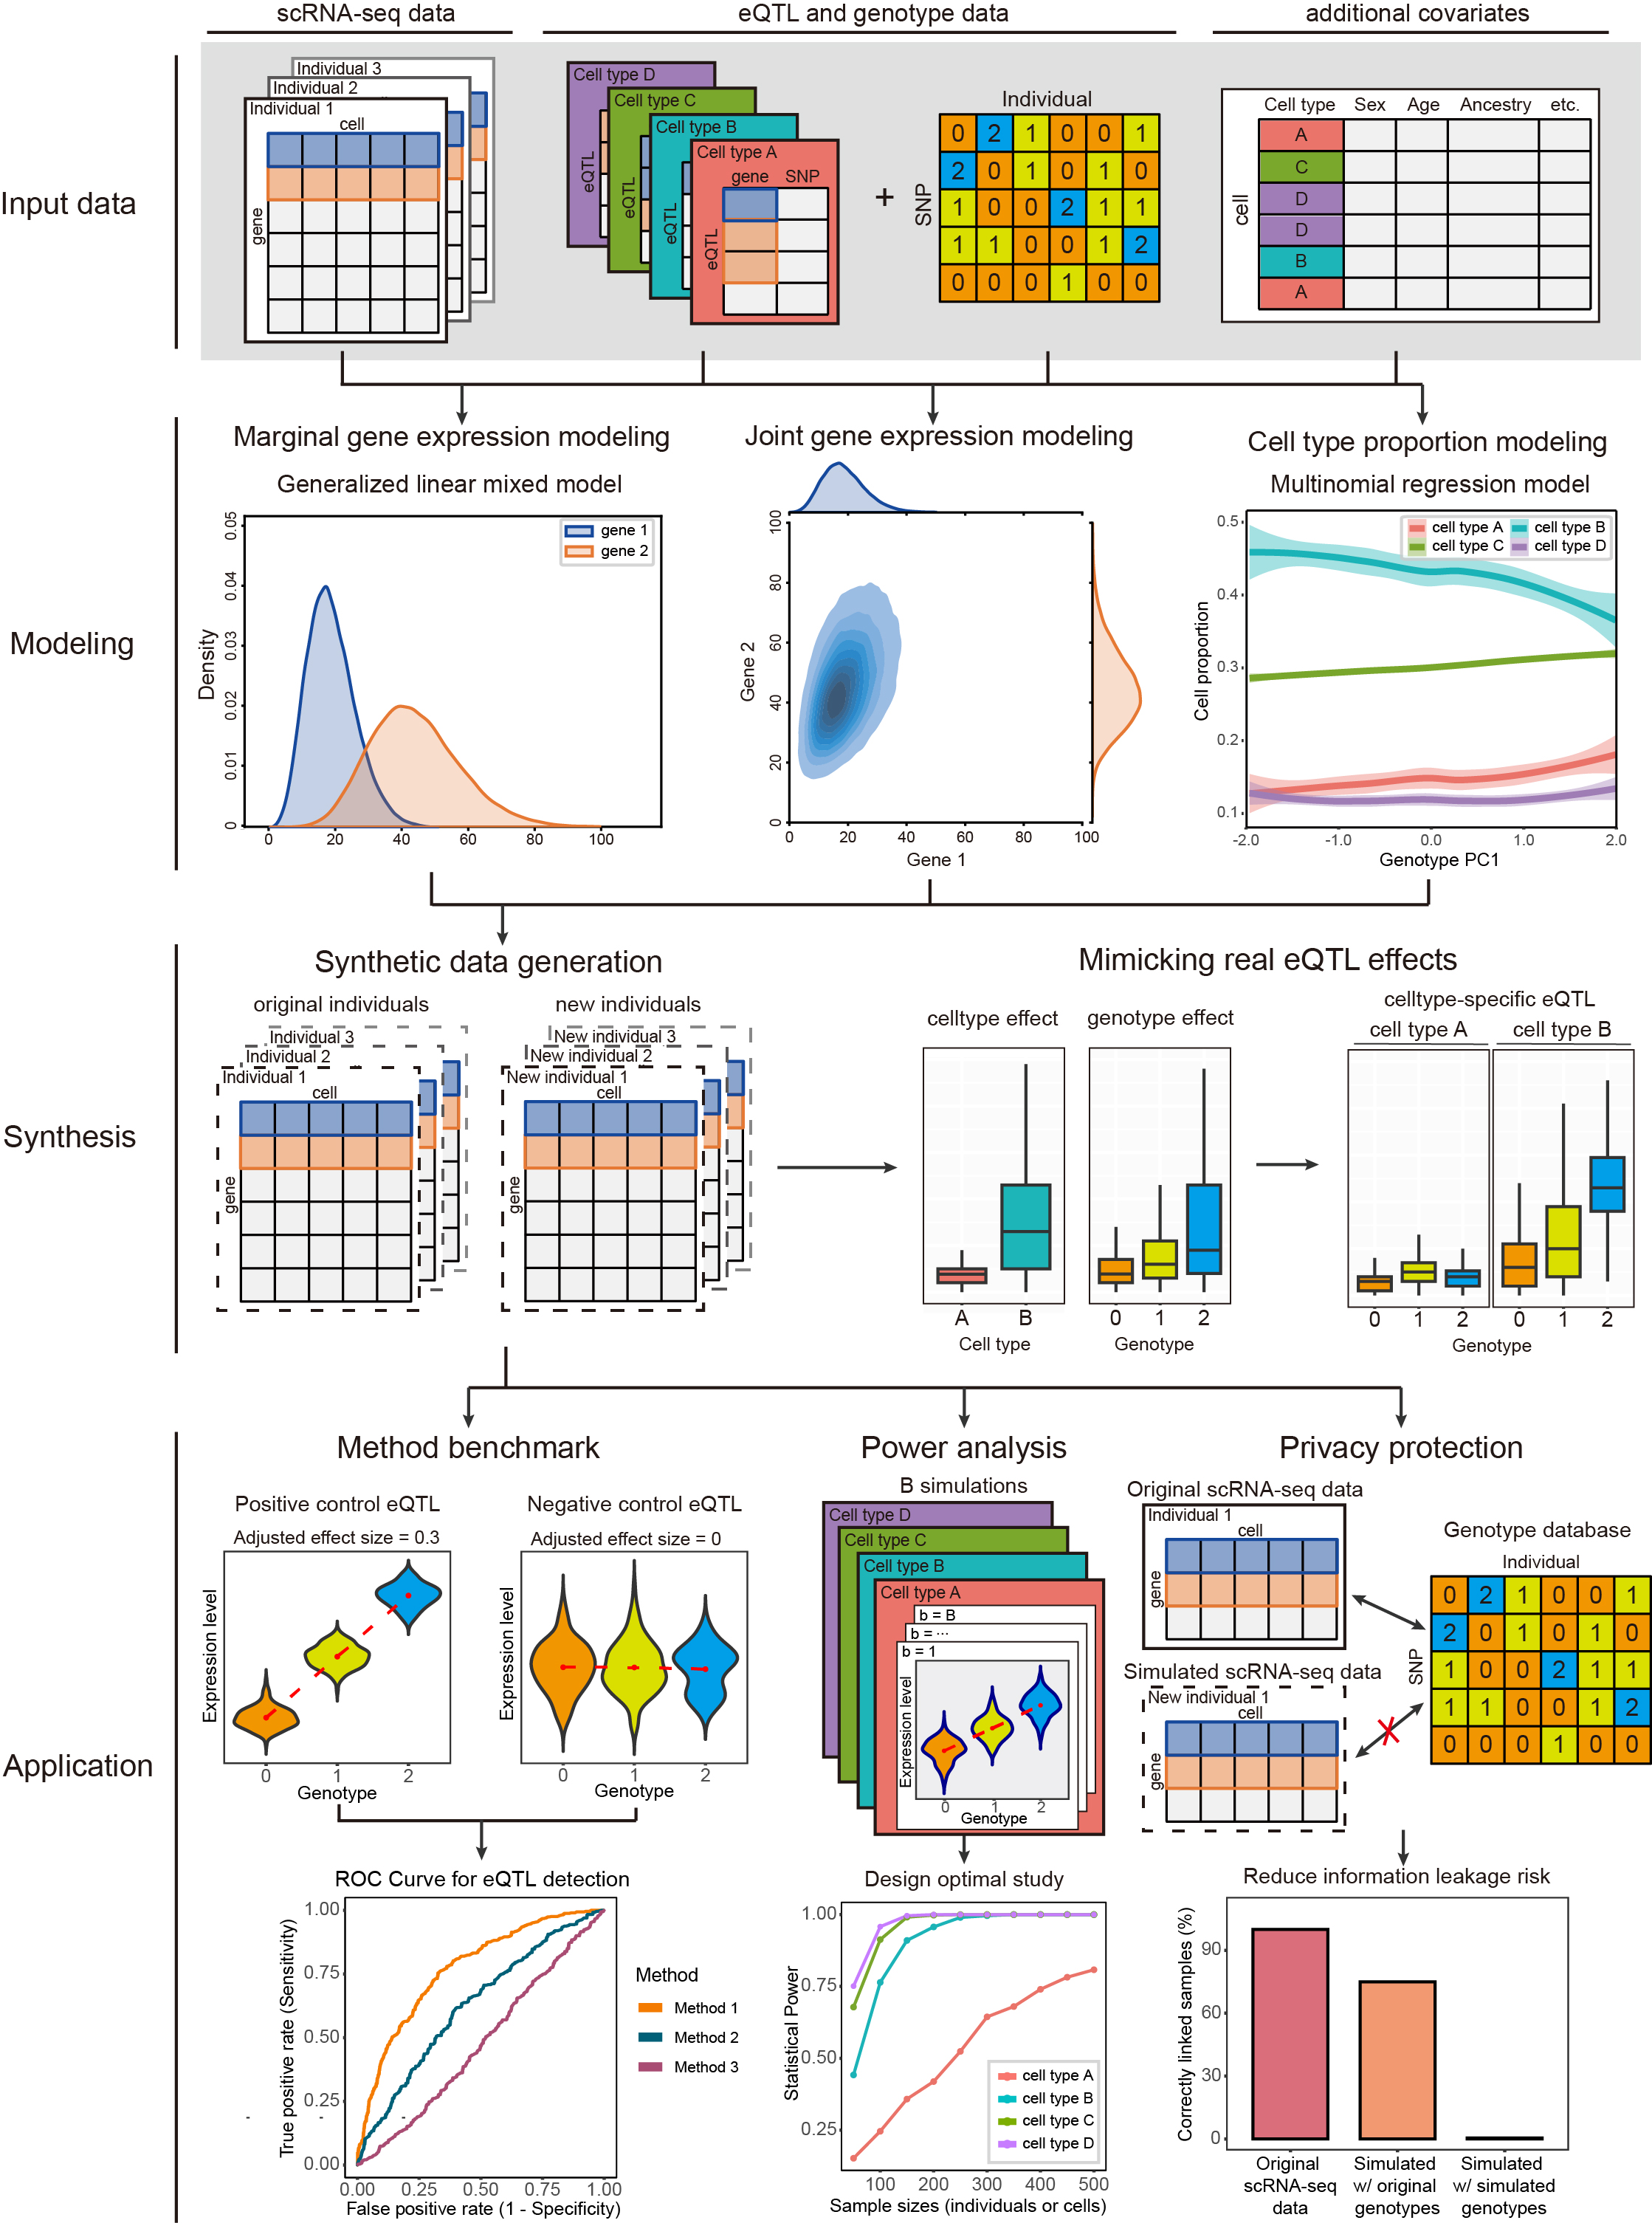 scRNA-seq data
eQTL and genotype data
additional covariates
Input data
Individual 3
Individual 2
Individual 1
cell
gene
Cell type D
eQTL
Cell type C
eQTL
Cell type B
eQTL
Cell type A
gene SNP
eQTL
+
Individual
SNP
0 2 1 0 0 1
2 0 1 0 1 0
1 0 0 2 1 1
1 1 0 0 1 2
0 0 0 1 0 0
Cell type Sex Age Ancestry etc.
cell
A
C
D
D
B
A
Modeling
Marginal gene expression modeling
Generalized linear mixed model
gene 1
gene 2
Density
0.05
0.04
0.03
0.02
0.01
0
0 20 40 60 80 100
Joint gene expression modeling
Gene 2
100
80
60
40
20
0
0 20 40 60 80 100
Gene 1
Cell type proportion modeling
Multinomial regression model
cell type A cell type B
cell type C cell type D
Cell proportion
0.5
0.4
0.3
0.2
0.1
-2.0 -1.0 0.0 1.0 2.0
Genotype PC1
Synthesis
Synthetic data generation
original individuals
Individual 3
Individual 2
Individual 1
cell
gene
new individuals
New individual 3
New individual 2
New individual 1
cell
gene
Mimicking real eQTL effects
celltype effect
A B
Cell type
genotype effect
0 1 2
Genotype
celltype-specific eQTL
cell type A cell type B
0 1 2 0 1 2
Genotype
Application
Method benchmark
Positive control eQTL
Adjusted effect size = 0.3
Expression level
0 1 2
Genotype
Negative control eQTL
Adjusted effect size = 0
Expression level
0 1 2
Genotype
ROC Curve for eQTL detection
True positive rate (Sensitivity)
1.00
0.75
0.50
0.25
0.00
0.00 0.25 0.50 0.75 1.00
False positive rate (1 - Specificity)
Method
Method 1
Method 2
Method 3
Power analysis
B simulations
Cell type D
Cell type C
Cell type B
Cell type A
b = B
b = ···
b = 1
Expression level
0 1 2
Genotype
Design optimal study
Statistical Power
1.00
0.75
0.50
0.25
cell type A
cell type B
cell type C
cell type D
100 200 300 400 500
Sample sizes (individuals or cells)
Privacy protection
Original scRNA-seq data
Individual 1
cell
gene
Simulated scRNA-seq data
New individual 1
cell
gene
Genotype database
Individual
SNP
0 2 1 0 0 1
2 0 1 0 1 0
1 0 0 2 1 1
1 1 0 0 1 2
0 0 0 1 0 0
Reduce information leakage risk
Correctly linked samples (%)
90
60
30
0
Original
scRNA-seq
data
Simulated
w/ original
genotypes
Simulated
w/ simulated
genotypes